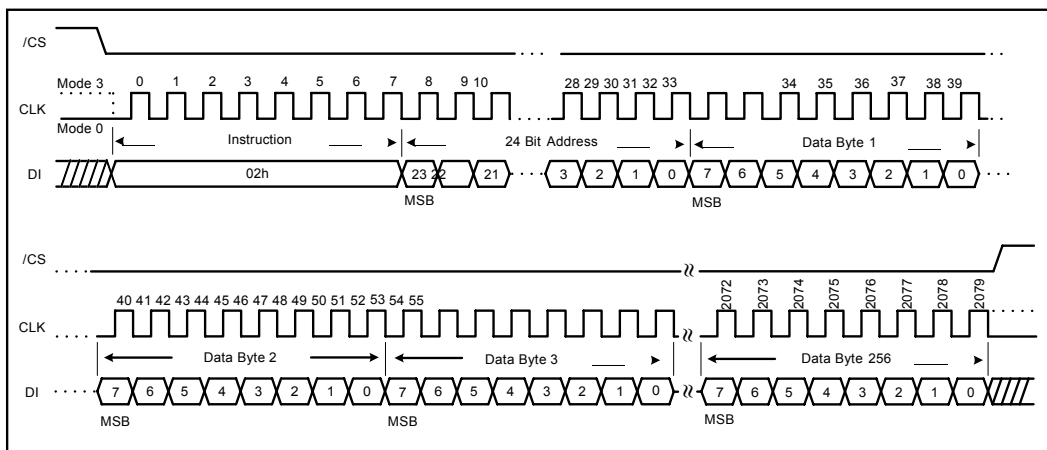 /CS
Mode 3 0 1 2 3 4 5 6 7 8 9 10 28 29 30 31 32 33 34 35 36 37 38 39
CLK
Mode 0
Instruction 24 Bit Address Data Byte 1
DI 02h 23 22 21 3 2 1 0 7 6 5 4 3 2 1 0
MSB MSB
/CS
40 41 42 43 44 45 46 47 48 49 50 51 52 53 54 55 2072 2073 2074 2075 2076 2077 2078 2079
CLK
Data Byte 2 Data Byte 3 Data Byte 256
DI 7 6 5 4 3 2 1 0 7 6 5 4 3 2 1 0 7 6 5 4 3 2 1 0
MSB MSB MSB